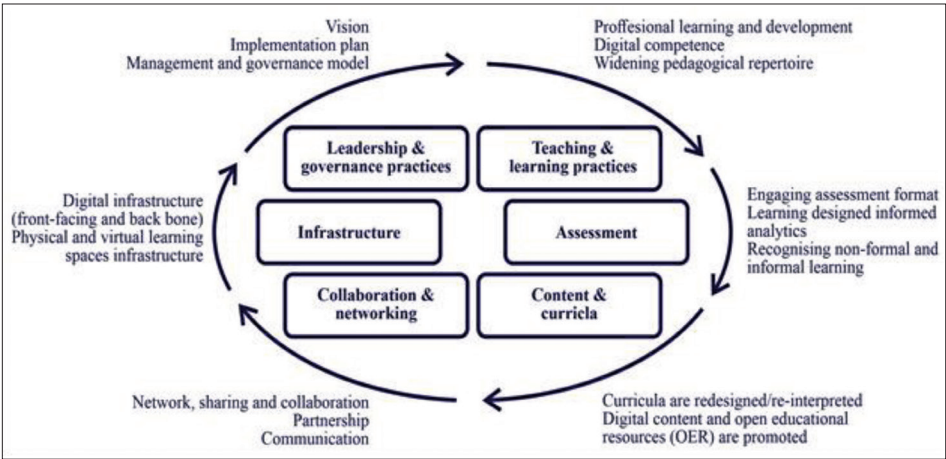 Vision
Implementation plan
Management and governance model
Proffesional learning and development
Digital competence
Widening pedagogical repertoire
Leadership &
governance practices
Teaching &
learning practices
Digital infrastructure
(front-facing and back bone)
Physical and virtual learning
spaces infrastructure
Infrastructure
Assessment
Engaging assessment format
Learning designed informed
analytics
Recognising non-formal and
informal learning
Collaboration &
networking
Content &
curricla
Network, sharing and collaboration
Partnership
Communication
Curricula are redesigned/re-interpreted
Digital content and open educational
resources (OER) are promoted